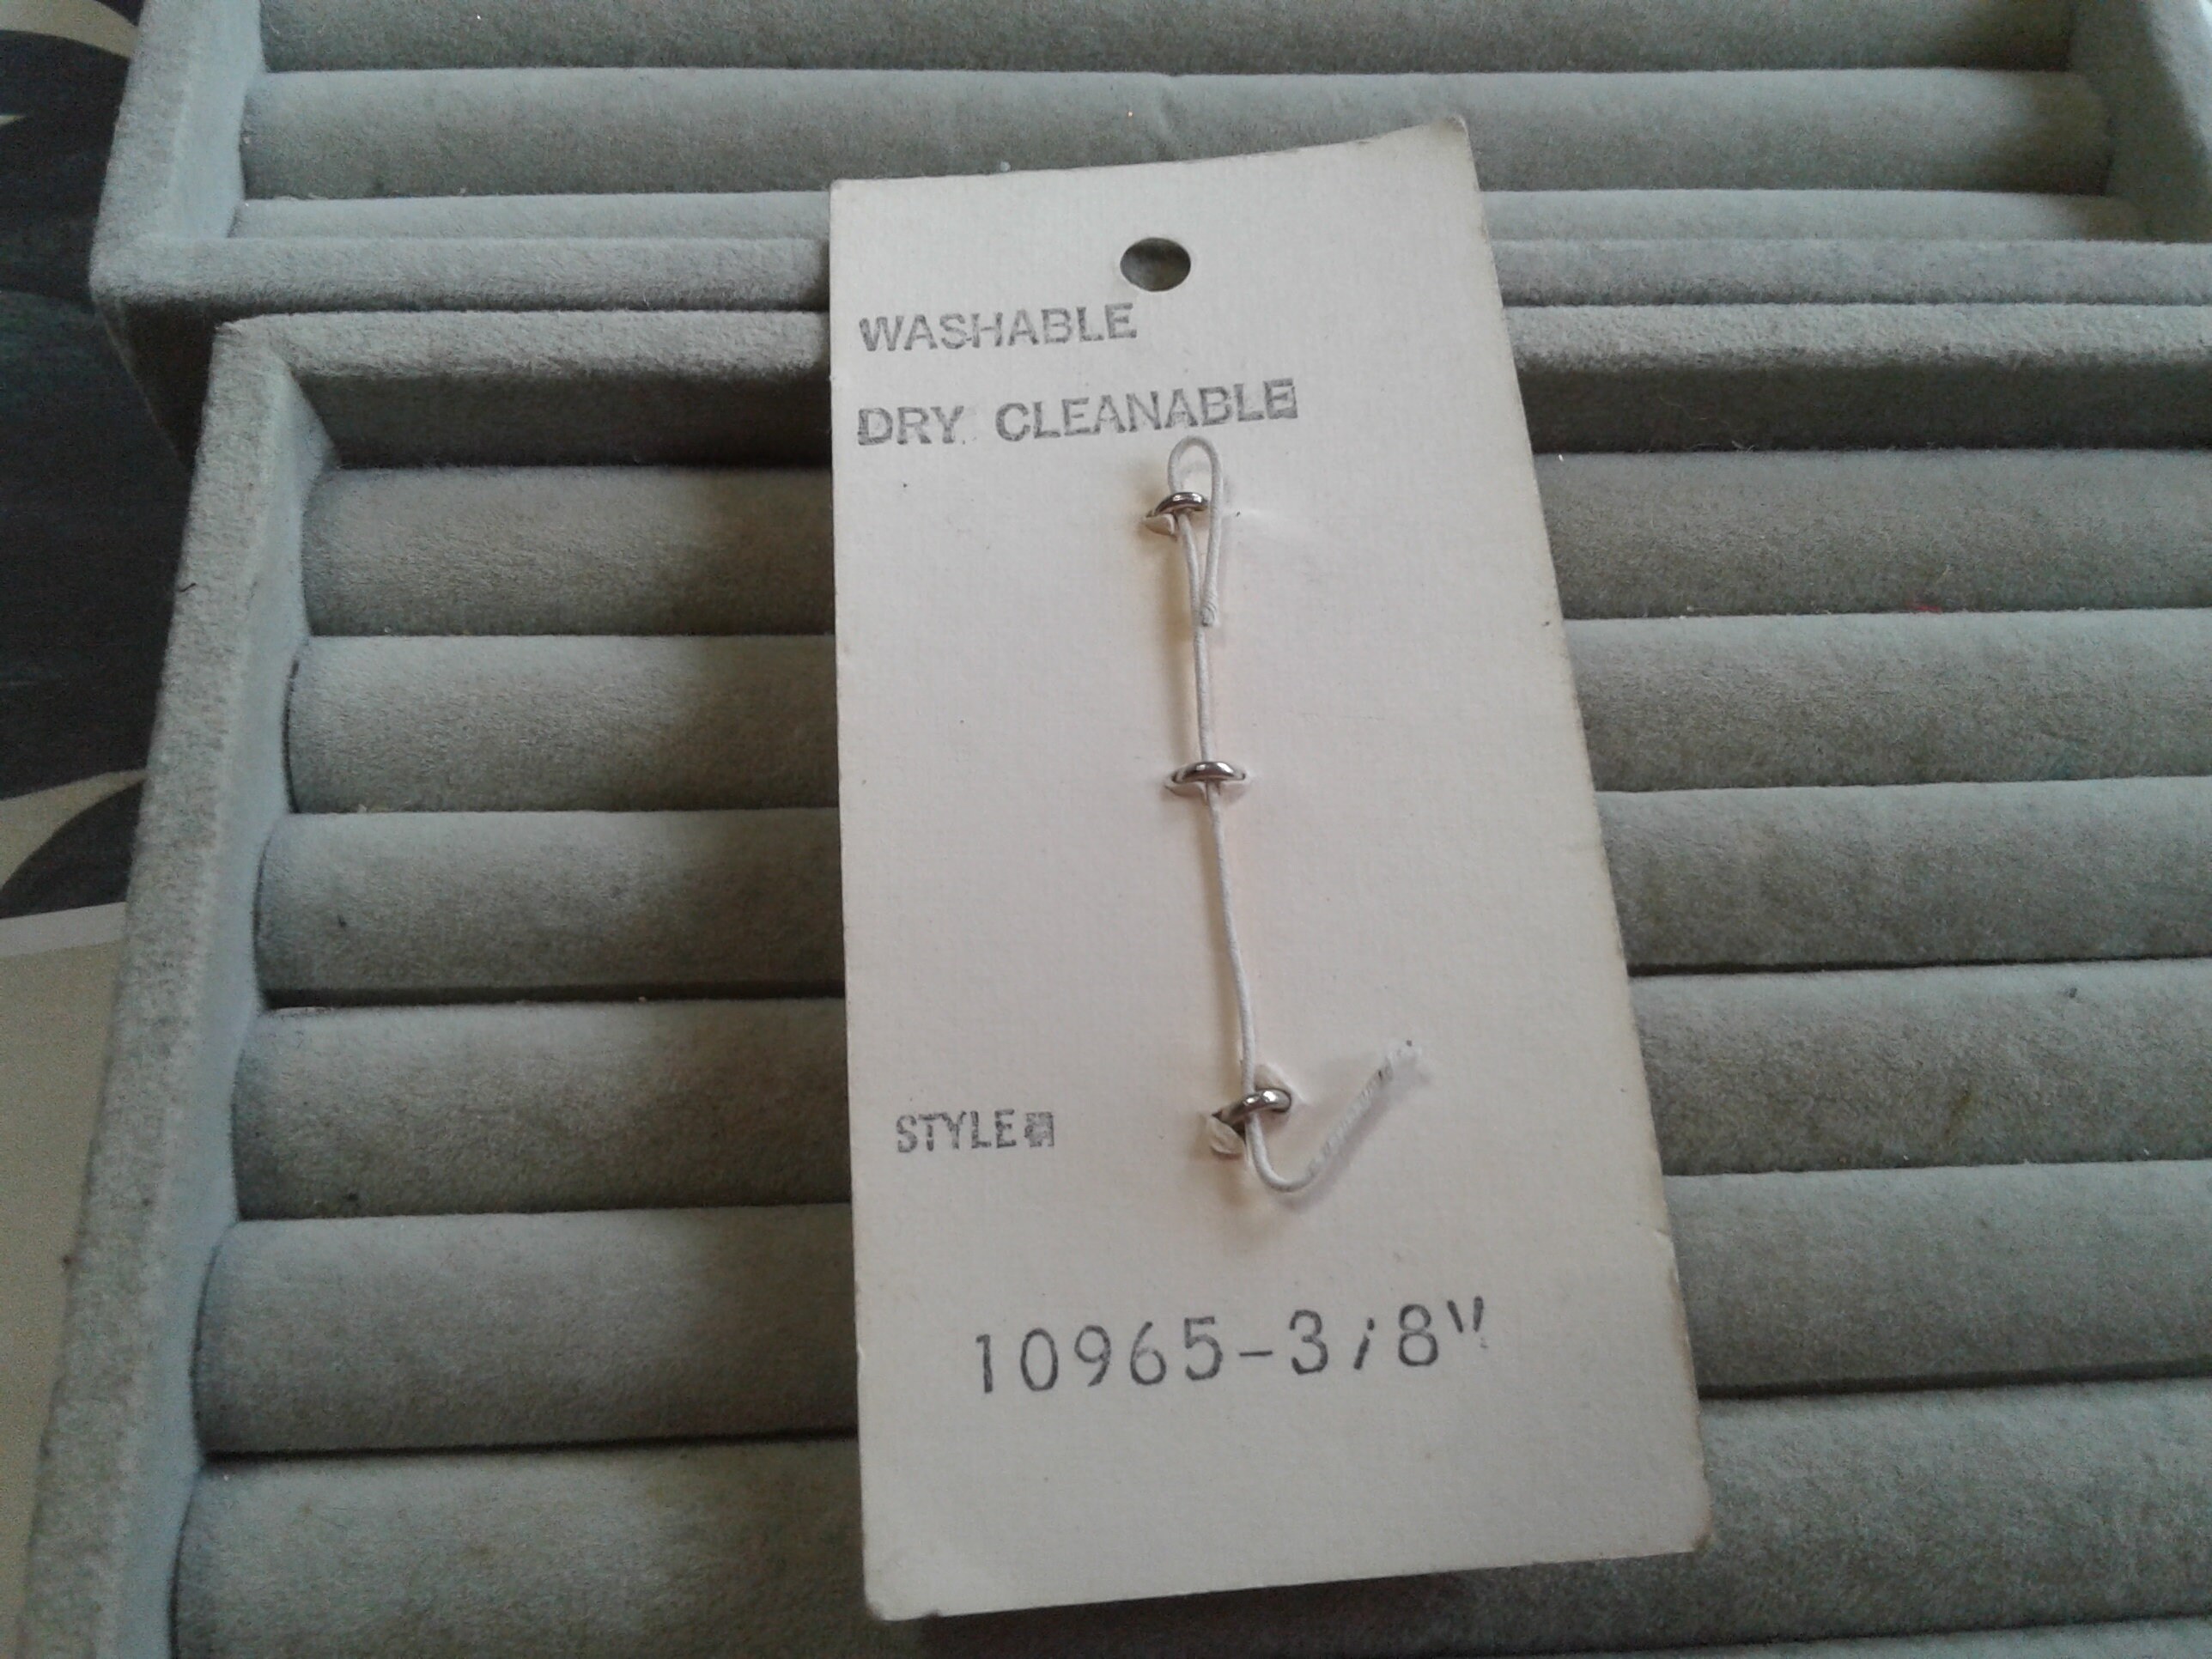 WASHABLE
DRY CLEANABLE
STYLE
10965-3/8"